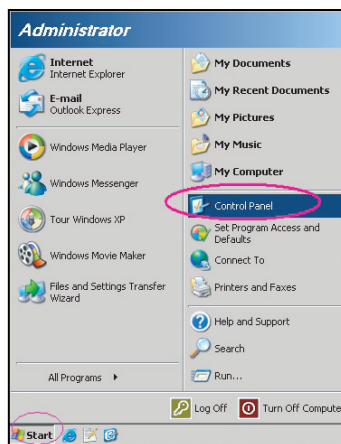 Administrator
Internet
Internet Explorer
E-mail
Outlook Express
Windows Media Player
Windows Messenger
Tour Windows XP
Windows Movie Maker
Files and Settings Transfer
Wizard
All Programs
My Documents
My Recent Documents
My Pictures
My Music
My Computer
Control Panel
Set Program Access and
Defaults
Connect To
Printers and Faxes
Help and Support
Search
Run...
Log Off
Turn Off Compute
Start